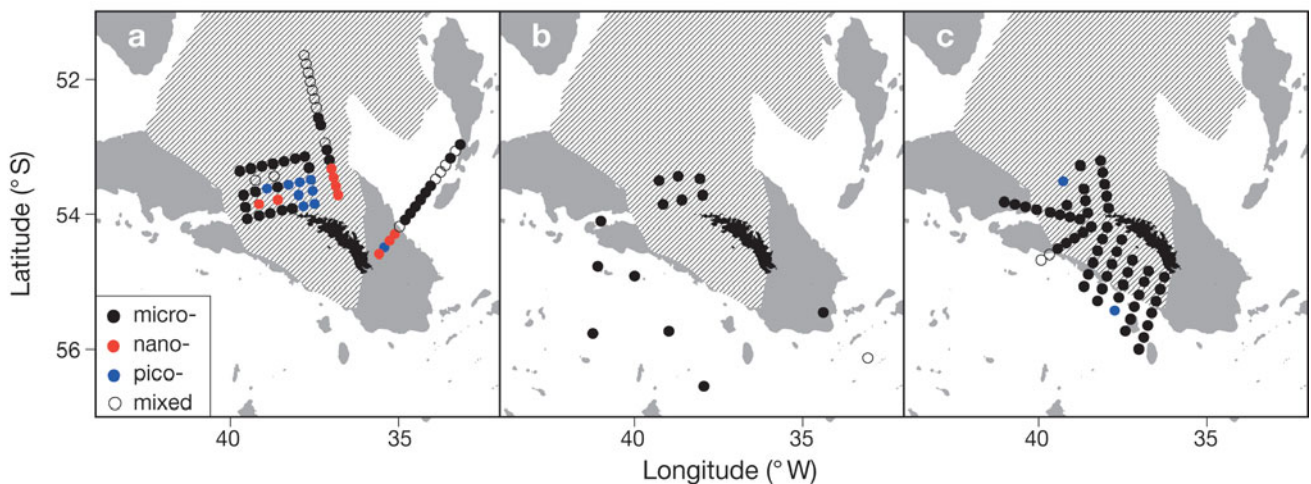 a
b
c
52
54
56
Latitude (° S)
micro-
nano-
pico-
mixed
40
35
40
35
40
35
Longitude (° W)